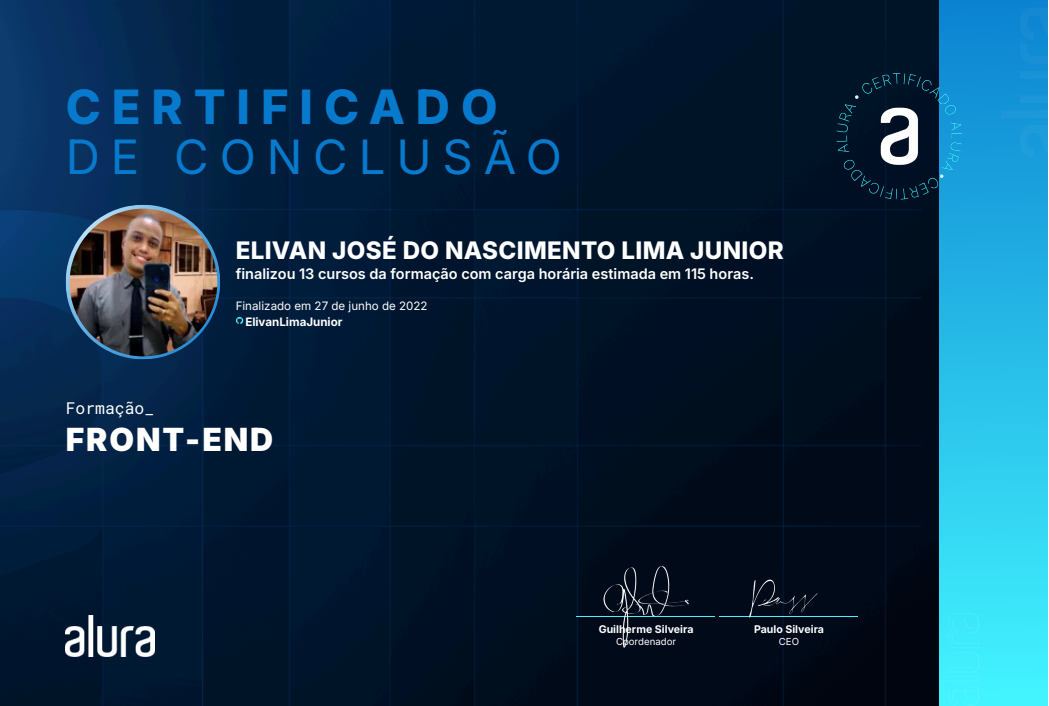 CERTIFICADO
DE CONCLUSÃO
CERTIFICADO ALURA • CERTIFICADO ALURA •
a
alura
ELIVAN JOSÉ DO NASCIMENTO LIMA JUNIOR
finalizou 13 cursos da formação com carga horária estimada em 115 horas.
Finalizado em 27 de junho de 2022
ElivanLimaJunior
Formação_
FRONT-END
alura
Guilherme Silveira
Coordenador
Paulo Silveira
CEO
alura